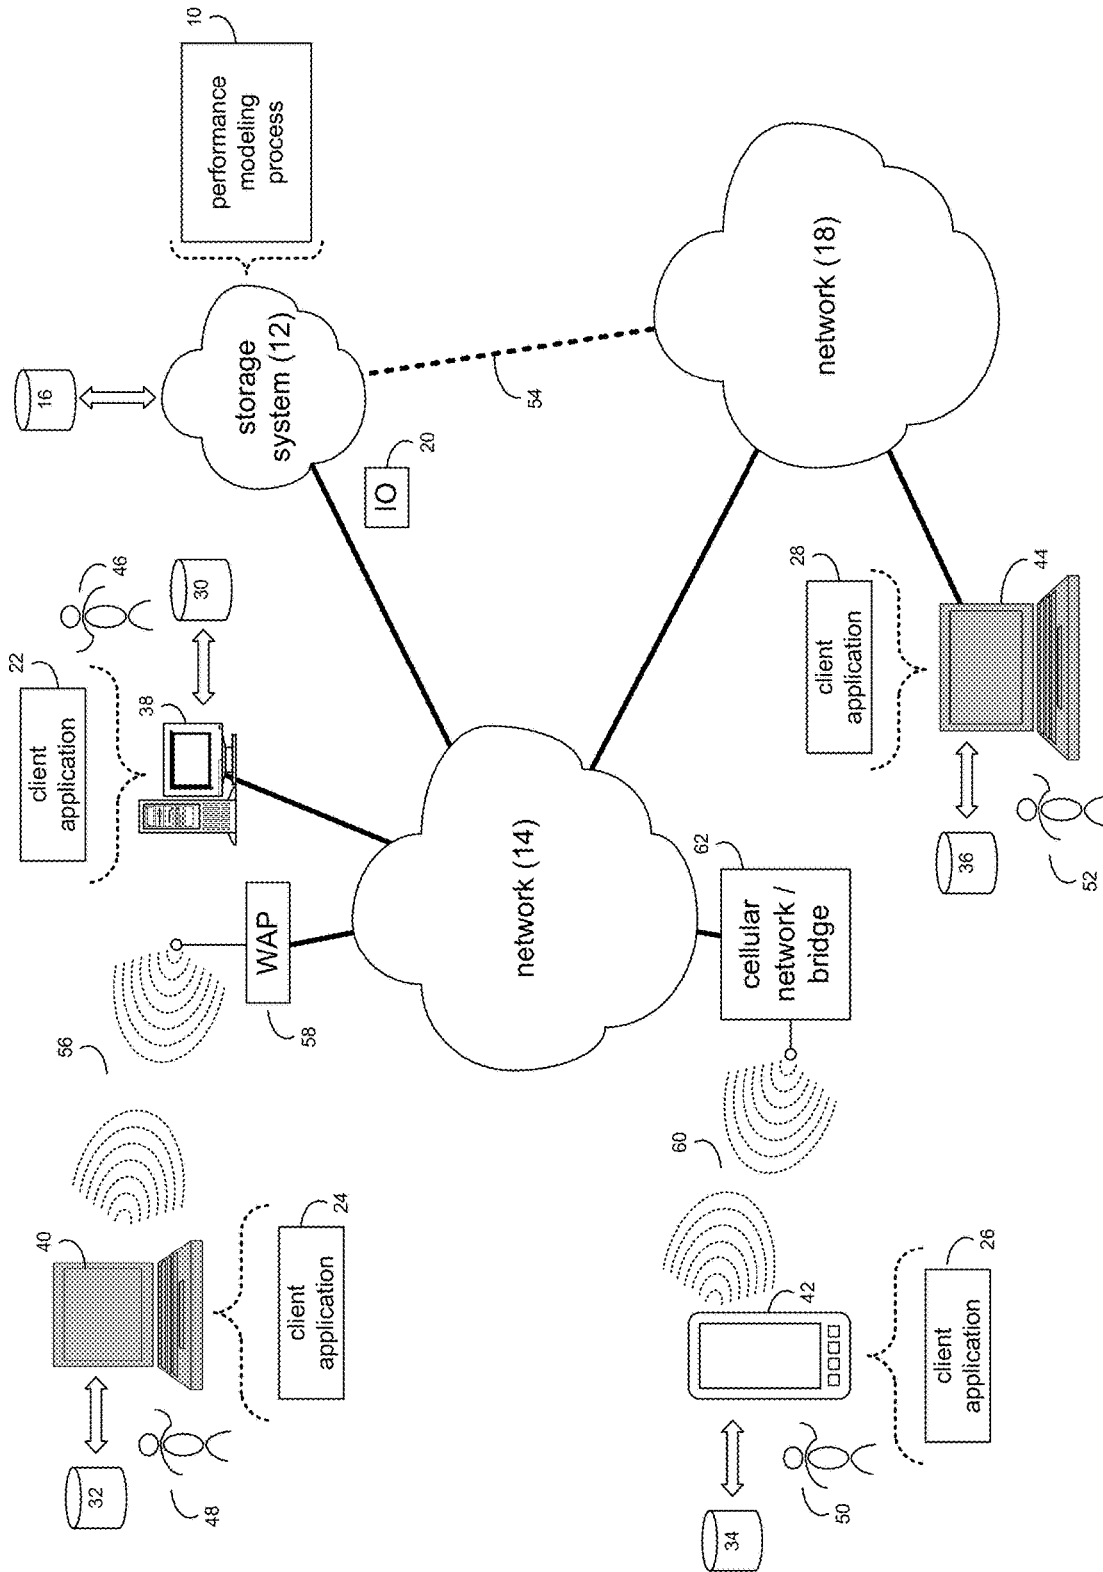 32
40
48
client
application
24
56
WAP
58
client
application
22
38
46
30
16
storage
system (12)
performance
modeling
process
10
IO
20
54
network (14)
network (18)
34
42
50
client
application
26
60
cellular
network /
bridge
62
client
application
28
36
44
52